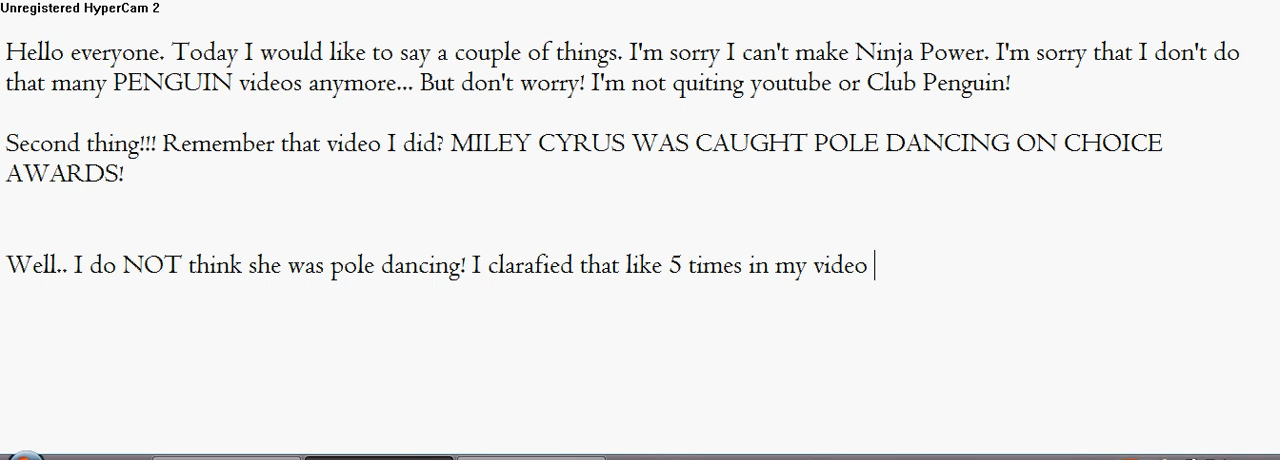 Unregistered HyperCam 2
Hello everyone. Today I would like to say a couple of things. I'm sorry I can't make Ninja Power. I'm sorry that I don't do
that many PENGUIN videos anymore... But don't worry! I'm not quiting youtube or Club Penguin!
Second thing!!! Remember that video I did? MILEY CYRUS WAS CAUGHT POLE DANCING ON CHOICE
AWARDS!
Well.. I do NOT think she was pole dancing! I clarafied that like 5 times in my video